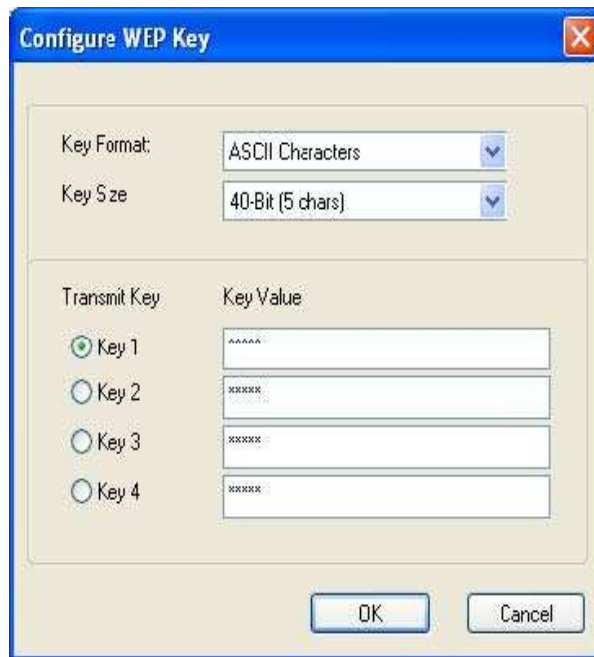 Configure WEP Key
Key Format: ASCII Characters
Key Size 40-Bit (5 chars)
Transmit Key Key Value
Key 1 *****
Key 2 *****
Key 3 *****
Key 4 *****
OK Cancel